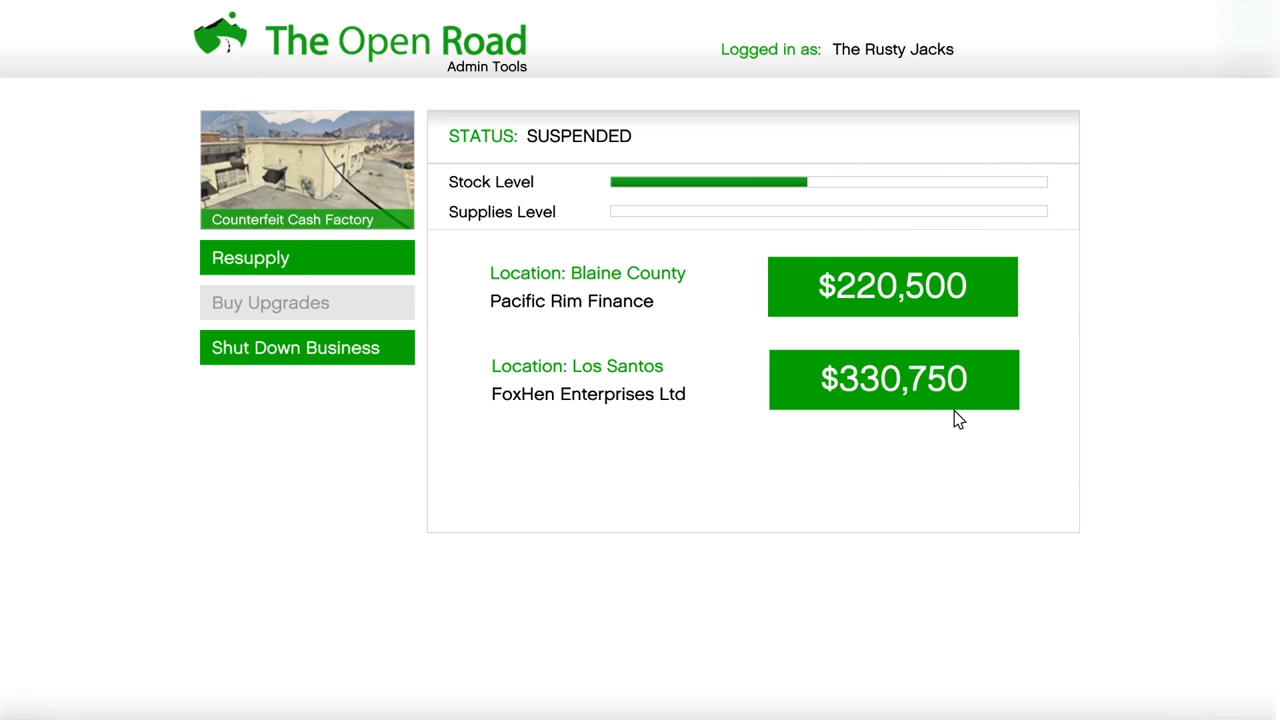 The Open Road
Admin Tools
Logged in as: The Rusty Jacks
Counterfeit Cash Factory
Resupply
Buy Upgrades
Shut Down Business
STATUS: SUSPENDED
Stock Level
Supplies Level
Location: Blaine County
Pacific Rim Finance
$220,500
Location: Los Santos
FoxHen Enterprises Ltd
$330,750